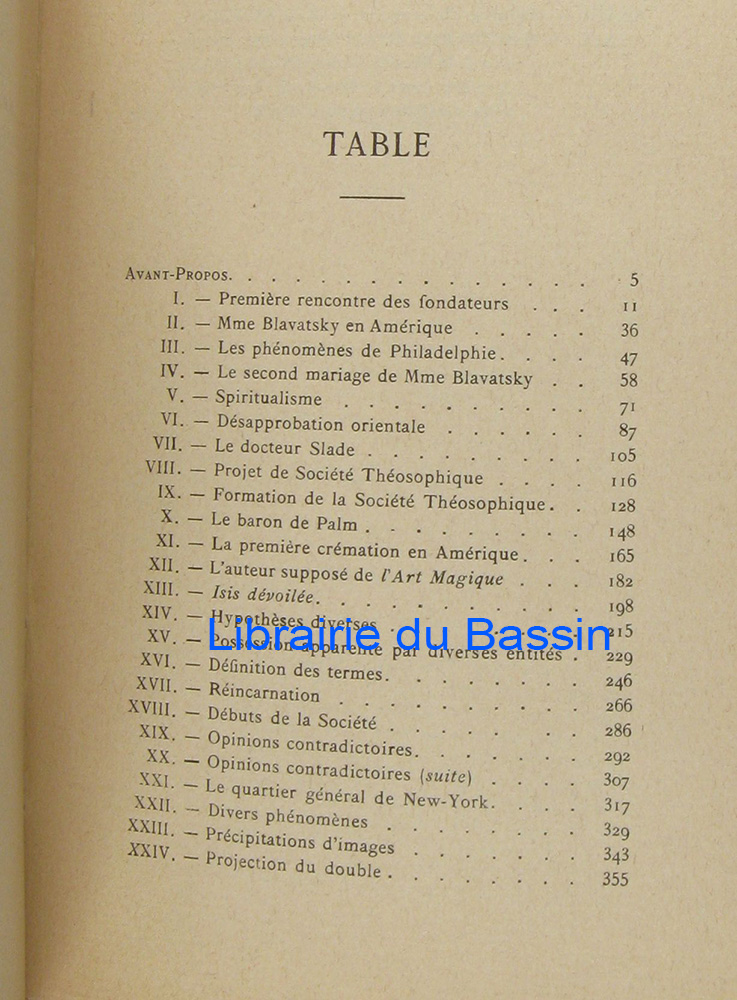 TABLE
AVANT-PROPOS. . . . . . . . . . . . . . 5
I. — Première rencontre des fondateurs . . . 11
II. — Mme Blavatsky en Amérique . . . . . 36
III. — Les phénomènes de Philadelphie. . . . 47
IV. — Le second mariage de Mme Blavatsky . . 58
V. — Spiritualisme . . . . . . . . . 71
VI. — Désapprobation orientale . . . . . . 87
VII. — Le docteur Slade . . . . . . . . 105
VIII. — Projet de Société Théosophique . . . . 116
IX. — Formation de la Société Théosophique. . 128
X. — Le baron de Palm . . . . . . . . 148
XI. — La première crémation en Amérique. . . 165
XII. — L'auteur supposé de l'Art Magique . . . 182
XIII. — Isis dévoilée. . . . . . . . . . 198
XIV. — Hypothèses diverses . . . . . . . 215
Librairie du Bassin
XV. — Possession apparente par diverses entités . 229
XVI. — Définition des termes. . . . . . . 246
XVII. — Réincarnation . . . . . . . . . 266
XVIII. — Débuts de la Société . . . . . . . 286
XIX. — Opinions contradictoires. . . . . . 292
XX. — Opinions contradictoires (suite) . . . . 307
XXI. — Le quartier général de New-York. . . . 317
XXII. — Divers phénomènes . . . . . . . 329
XXIII. — Précipitations d'images . . . . . . 343
XXIV. — Projection du double . . . . . . . 355